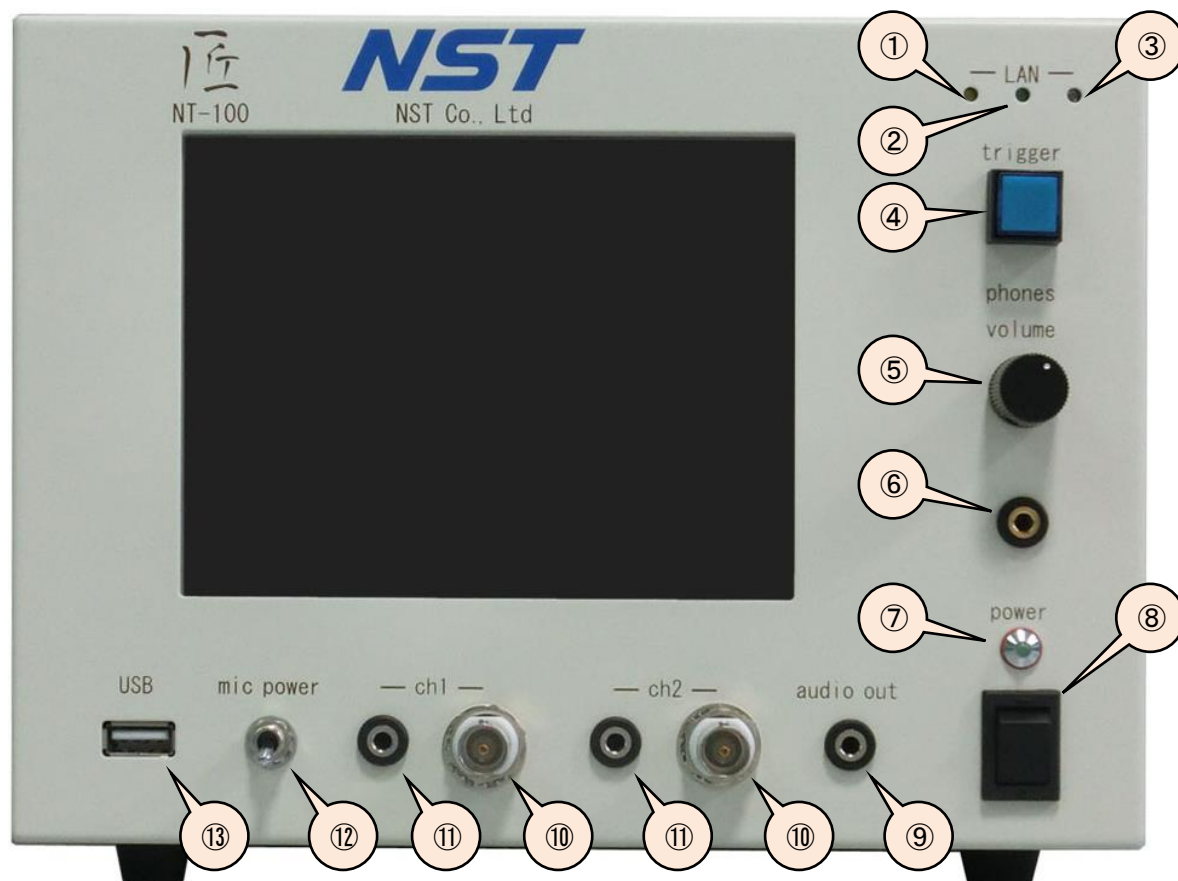 匠
NST
NT-100
NST Co., Ltd
①
③
— LAN —
②
trigger
④
phones
volume
⑤
⑥
power
⑦
⑧
USB
mic power
— ch1 —
— ch2 —
audio out
⑬
⑫
⑪
⑩
⑪
⑩
⑨